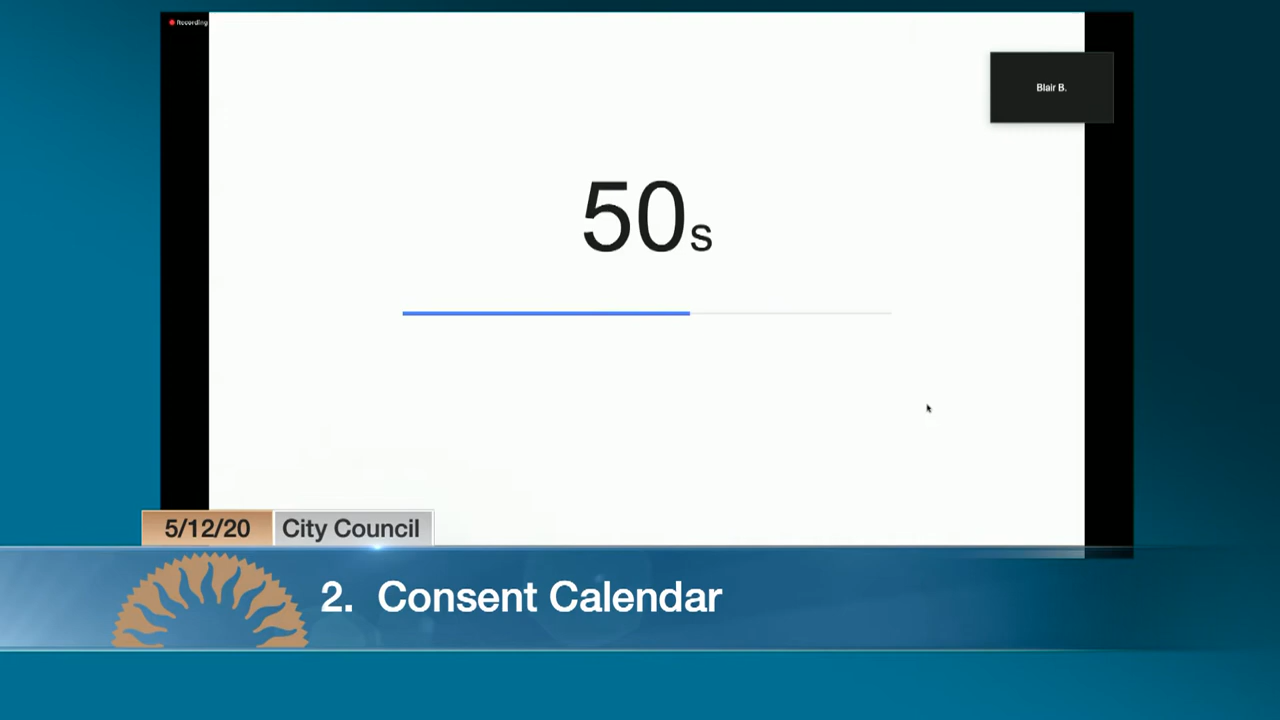 Recording
Blair B.
50s
5/12/20 City Council
2. Consent Calendar